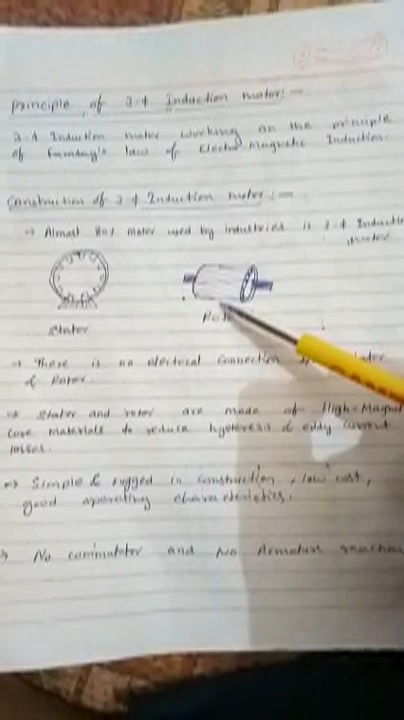 principle of 3-ϕ Induction motor:-
3-ϕ Induction motor working on the principle
of Faraday's law of Electro Magnetic Induction.
Construction of 3-ϕ Induction motor:-
→ Almost 80% motor used by industries is 3-ϕ Induction
motor
Stator
→ There is no electrical connection
& Rotor.
→ Stator and rotor are made of High-Magnet
core materials to reduce hysteresis & eddy current
losses.
→ Simple & rugged in construction, low cost,
good operating characteristics.
→ No commutator and No Armature reaction